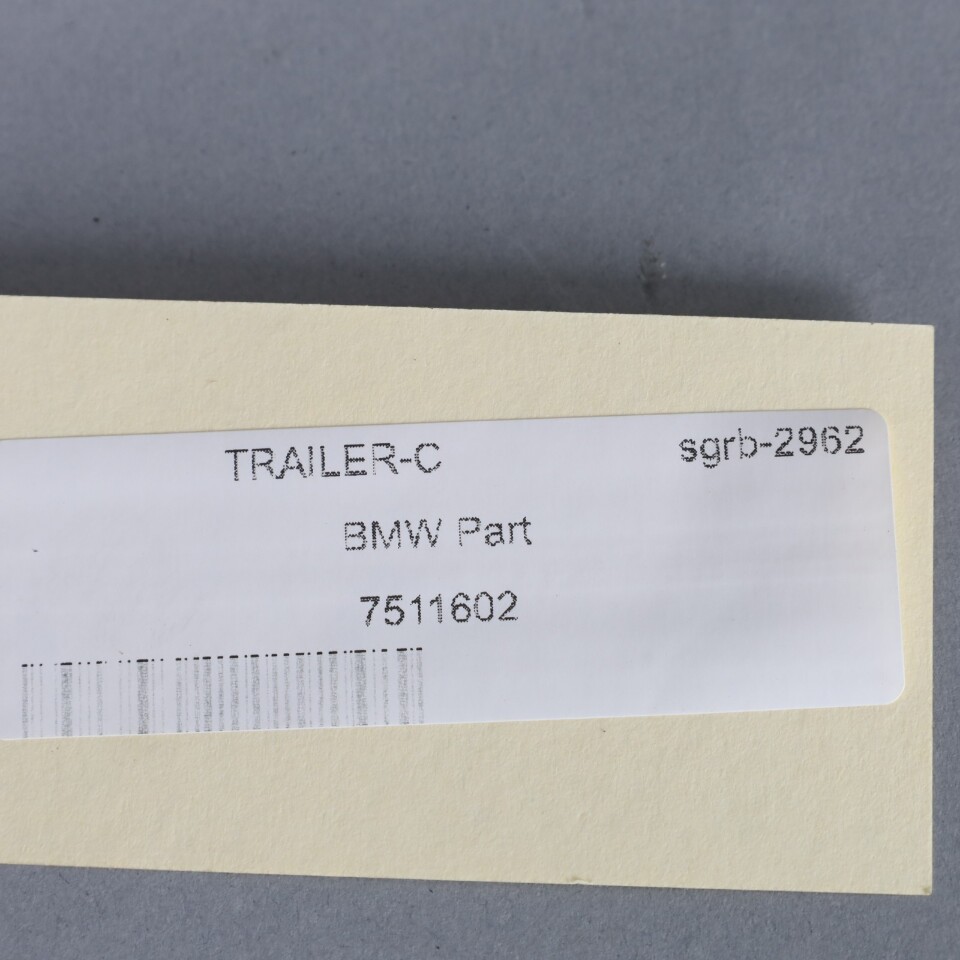 TRAILER-C sgrb-2962
BMW Part
7511602